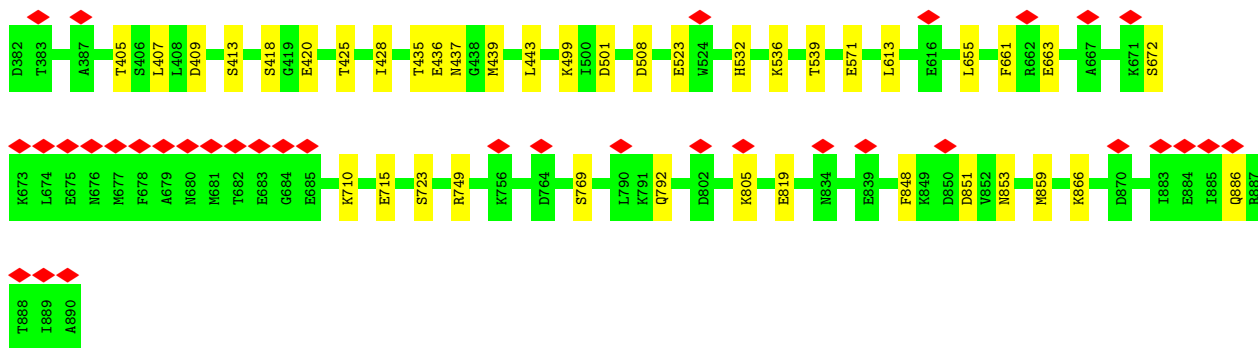 D382 T383 A387 T405 S406 L407 L408 D409 S413 S418 G419 E420 T425 I428 T435 E436 N437 G438 M439 L443 K499 I500 D501 D508 E523 W524 H532 K536 T539 E571 L613 E616 L655 F661 R662 E663 A667 K671 S672
K673 L674 E675 N676 M677 F678 A679 N680 M681 T682 E683 G684 E685 K710 E715 S723 R749 K756 D764 S769 L790 K791 Q792 D802 K805 E819 N834 E839 F848 K849 D850 D851 V852 N853 M859 K866 D870 I883 E884 I885 Q886 R887
T888 I889 A890